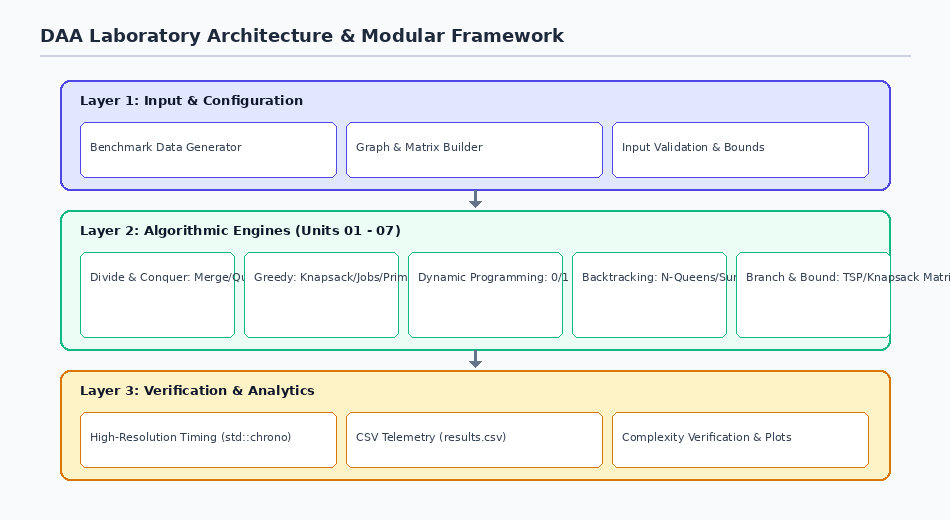 DAA Laboratory Architecture & Modular Framework
Layer 1: Input & Configuration
Benchmark Data Generator
Graph & Matrix Builder
Input Validation & Bounds
Layer 2: Algorithmic Engines (Units 01 - 07)
Divide & Conquer: Merge/Qu
Greedy: Knapsack/Jobs/Prim
Dynamic Programming: 0/1
Backtracking: N-Queens/Su
Branch & Bound: TSP/Knapsack Matri
Layer 3: Verification & Analytics
High-Resolution Timing (std::chrono)
CSV Telemetry (results.csv)
Complexity Verification & Plots